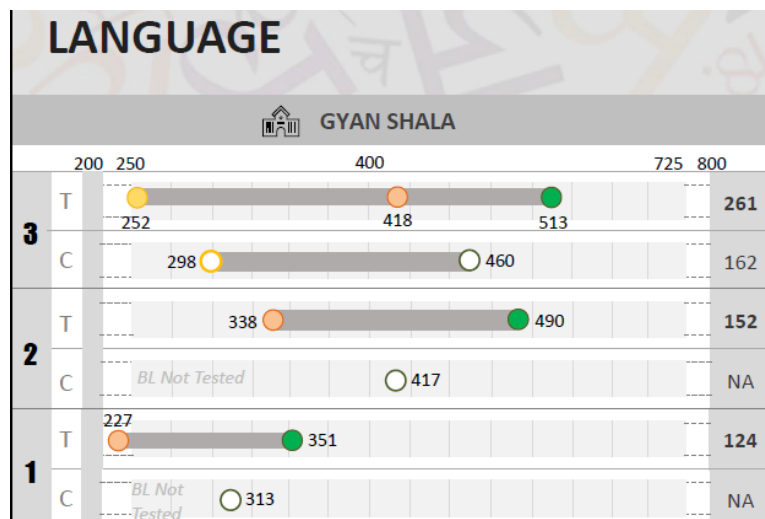 LANGUAGE
GYAN SHALA
200 250 400 725 800
3 T 252 418 513 261
C 298 460 162
2 T 338 490 152
C BL Not Tested 417 NA
1 T 227 351 124
C BL Not Tested 313 NA